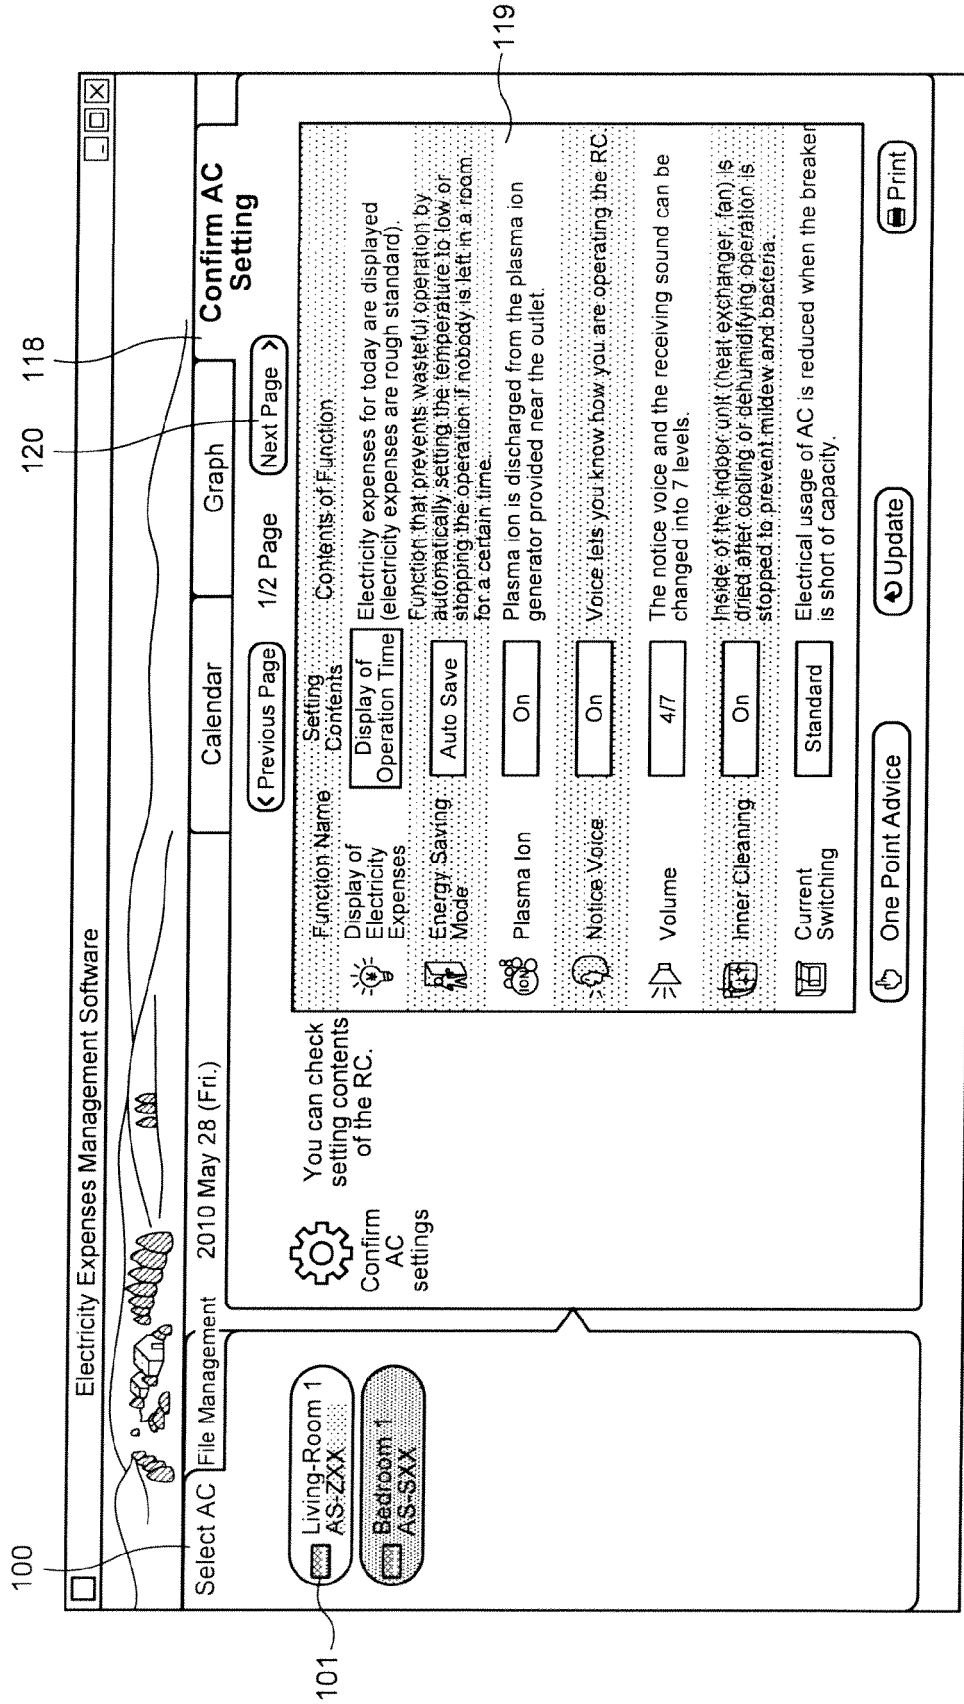 100
118
120
119
101
Electricity Expenses Management Software
Select AC
File Management
2010 May 28 (Fri.)
Calendar
Graph
Confirm AC
Setting
Living-Room 1
AS-ZXX
Bedroom 1
AS-SXX
Confirm
AC
settings
You can check
setting contents
of the RC.
Previous Page
1/2 Page
Next Page
Function Name
Setting
Contents
Contents of Function
Display of
Electricity
Expenses
Display of
Operation Time
Electricity expenses for today are displayed
(electricity expenses are rough standard).
Energy Saving
Mode
Auto Save
Function that prevents wasteful operation by
automatically setting the temperature to low or
stopping the operation if nobody is left in a room
for a certain time.
ION
Plasma Ion
On
Plasma ion is discharged from the plasma ion
generator provided near the outlet.
Notice Voice
On
Voice lets you know how you are operating the RC.
Volume
4/7
The notice voice and the receiving sound can be
changed into 7 levels.
Inner Cleaning
On
Inside of the indoor unit (heat exchanger, fan) is
dried after cooling or dehumidifying operation is
stopped to prevent mildew and bacteria.
Current
Switching
Standard
Electrical usage of AC is reduced when the breaker
is short of capacity.
One Point Advice
Update
Print